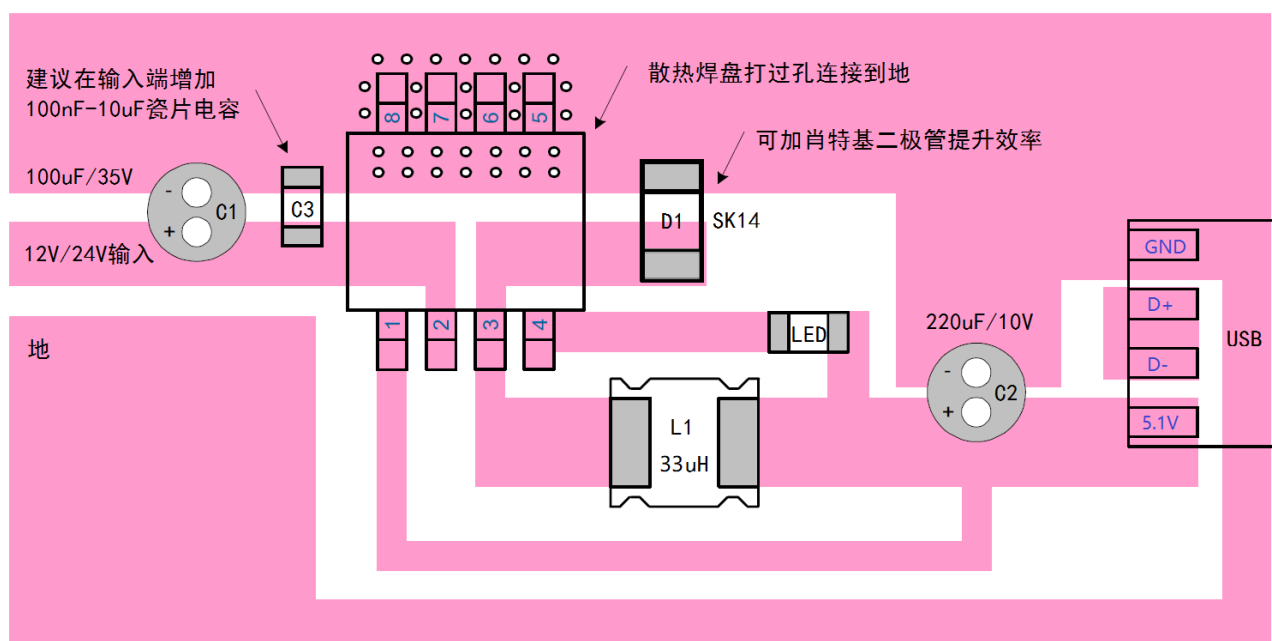 建议在输入端增加
100nF-10uF瓷片电容
散热焊盘打过孔连接到地
可加肖特基二极管提升效率
8
7
6
5
100uF/35V
-
+
C1
C3
D1
SK14
12V/24V输入
GND
D+
D-
5.1V
USB
1
2
3
4
LED
地
220uF/10V
-
+
C2
L1
33uH